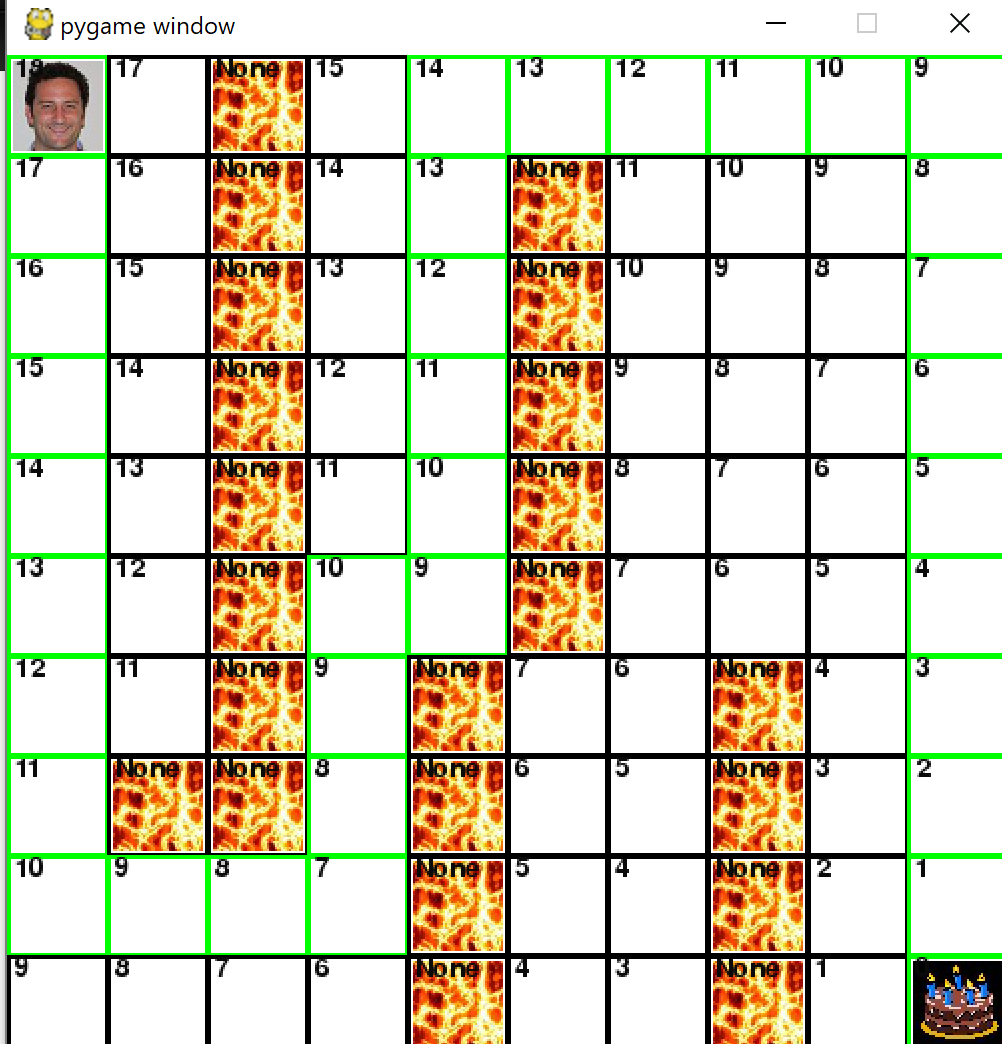 pygame window
18 17 None 15 14 13 12 11 10 9
17 16 None 14 13 None 11 10 9 8
16 15 None 13 12 None 10 9 8 7
15 14 None 12 11 None 9 8 7 6
14 13 None 11 10 None 8 7 6 5
13 12 None 10 9 None 7 6 5 4
12 11 None 9 None 7 6 None 4 3
11 None None 8 None 6 5 None 3 2
10 9 8 7 None 5 4 None 2 1
9 8 7 6 None 4 3 None 1